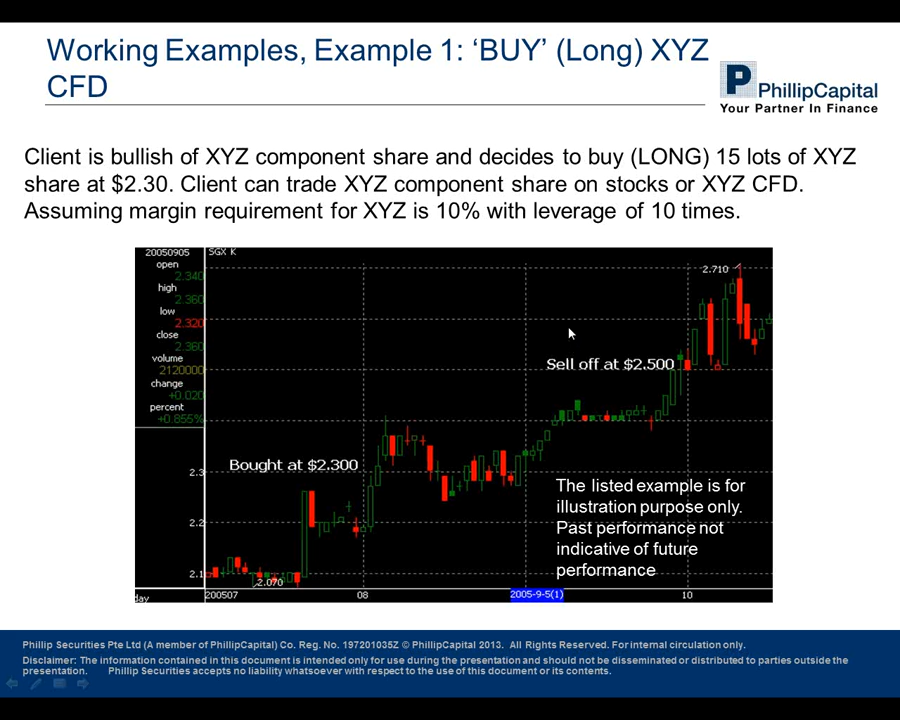 Working Examples, Example 1: ‘BUY’ (Long) XYZ
CFD
PhillipCapital
Your Partner In Finance
Client is bullish of XYZ component share and decides to buy (LONG) 15 lots of XYZ
share at $2.30. Client can trade XYZ component share on stocks or XYZ CFD.
Assuming margin requirement for XYZ is 10% with leverage of 10 times.
20050905
SGX K
open
2.340
high
2.360
low
2.320
close
2.360
volume
2120000
change
+0.020
percent
+0.855%
2.710
Sell off at $2.500
Bought at $2.300
2.3
2.2
2.1
2.070
The listed example is for
illustration purpose only.
Past performance not
indicative of future
performance
day
200507
08
2005-9-5(1)
10
Phillip Securities Pte Ltd (A member of PhillipCapital) Co. Reg. No. 197201035Z © PhillipCapital 2013. All Rights Reserved. For internal circulation only.
Disclaimer: The information contained in this document is intended only for use during the presentation and should not be disseminated or distributed to parties outside the
presentation. Phillip Securities accepts no liability whatsoever with respect to the use of this document or its contents.